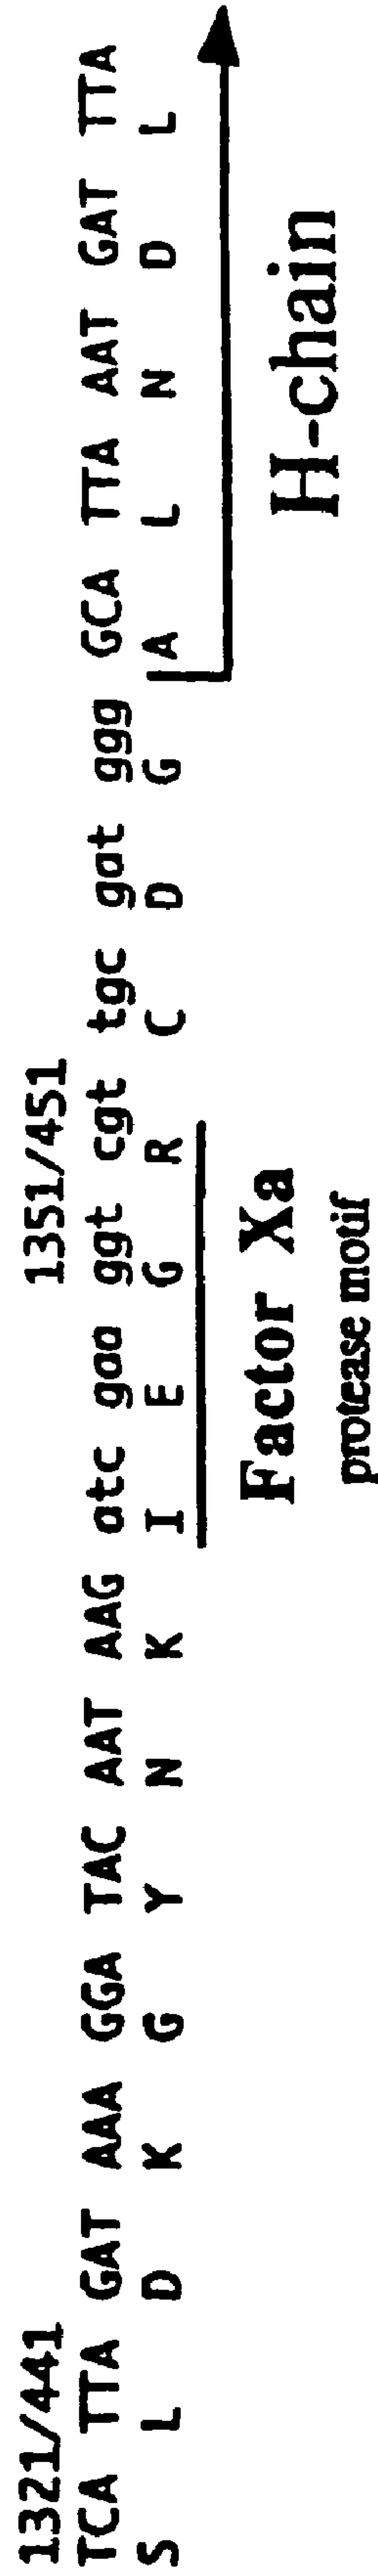 1321/441 1351/451
TCA TTA GAT AAA GGA TAC AAT AAG atc gaa ggt cgt tgc gat ggg GCA TTA AAT GAT TTA
S L D K G Y N K I E G R C D G A L N D L
Factor Xa H-chain
protease motif